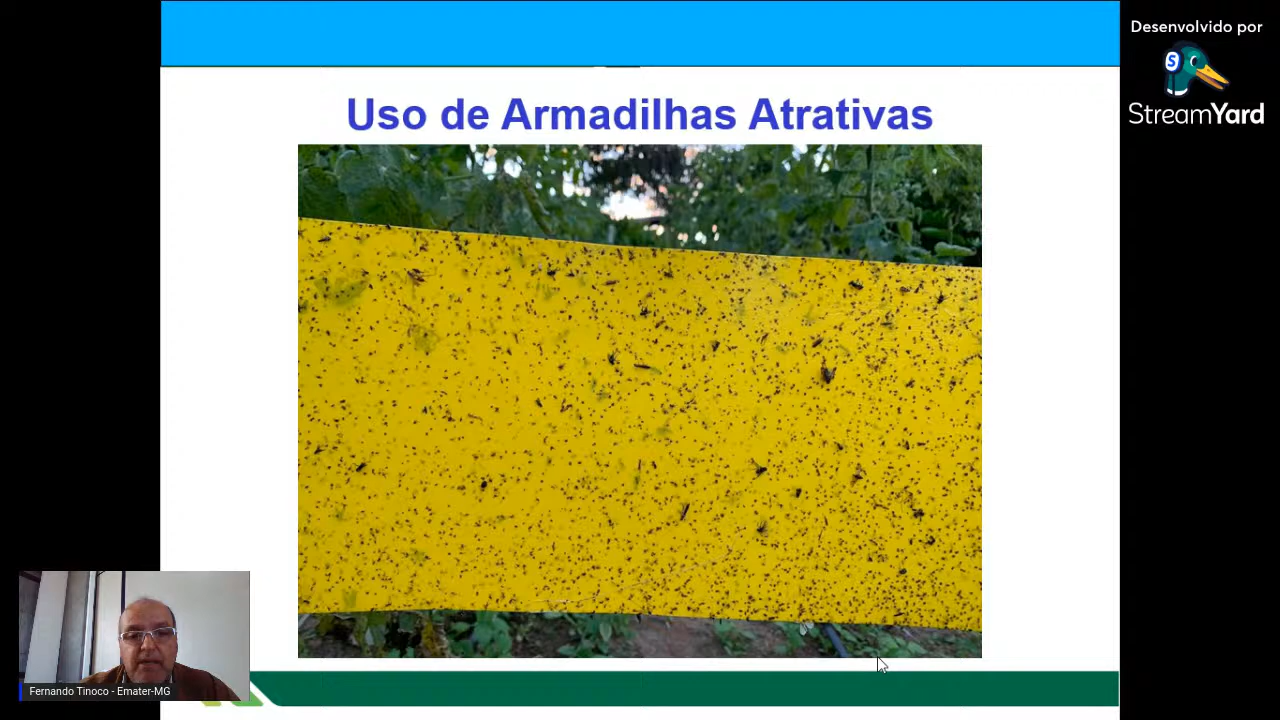 Desenvolvido por
StreamYard
Uso de Armadilhas Atrativas
Fernando Tinoco - Emater-MG